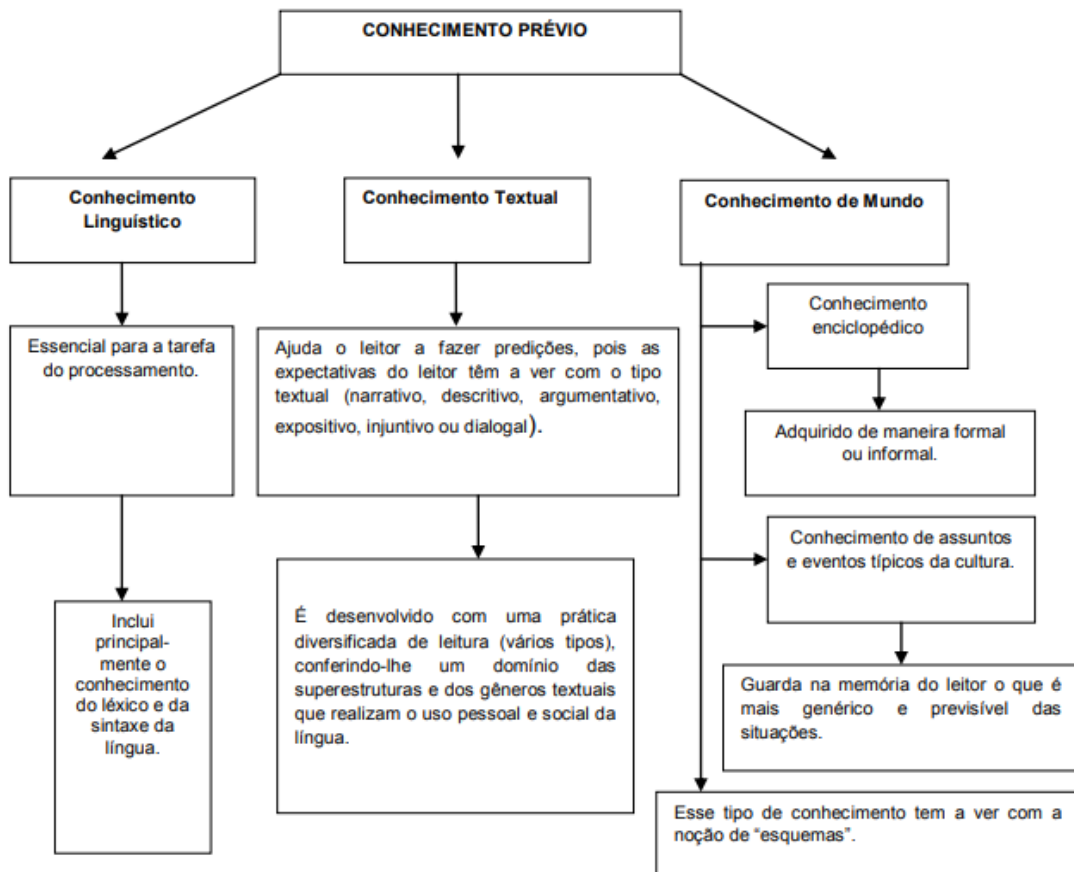 CONHECIMENTO PRÉVIO
Conhecimento
Linguístico
Essencial para a tarefa
do processamento.
Inclui
principal-
mente o
conhecimento
do léxico e da
sintaxe da
língua.
Conhecimento Textual
Ajuda o leitor a fazer predições, pois as
expectativas do leitor têm a ver com o tipo
textual (narrativo, descritivo, argumentativo,
expositivo, injuntivo ou dialogal).
É desenvolvido com uma prática
diversificada de leitura (vários tipos),
conferindo-lhe um domínio das
superestruturas e dos gêneros textuais
que realizam o uso pessoal e social da
língua.
Conhecimento de Mundo
Conhecimento
enciclopédico
Adquirido de maneira formal
ou informal.
Conhecimento de assuntos
e eventos típicos da cultura.
Guarda na memória do leitor o que é
mais genérico e previsível das
situações.
Esse tipo de conhecimento tem a ver com a
noção de “esquemas”.